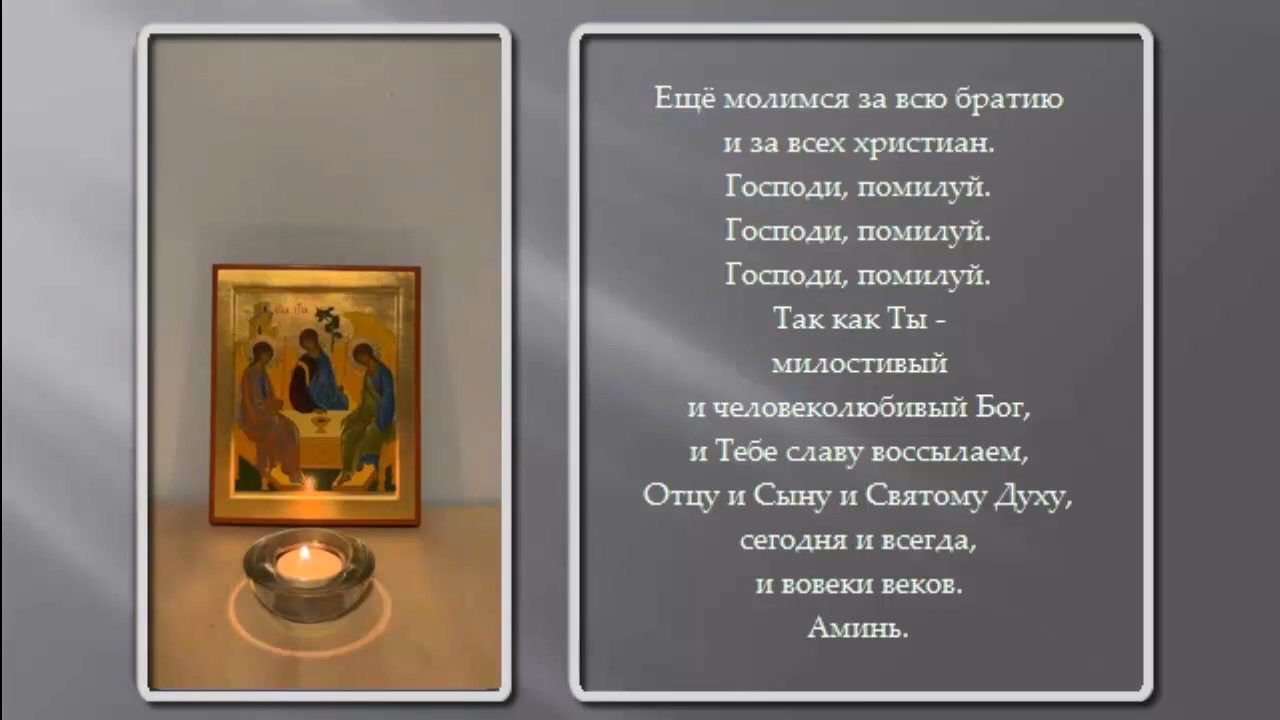 Ещё молимся за всю братию
и за всех христиан.
Господи, помилуй.
Господи, помилуй.
Господи, помилуй.
Так как Ты -
милостивый
и человеколюбивый Бог,
и Тебе славу воссылаем,
Отцу и Сыну и Святому Духу,
сегодня и всегда,
и вовеки веков.
Аминь.